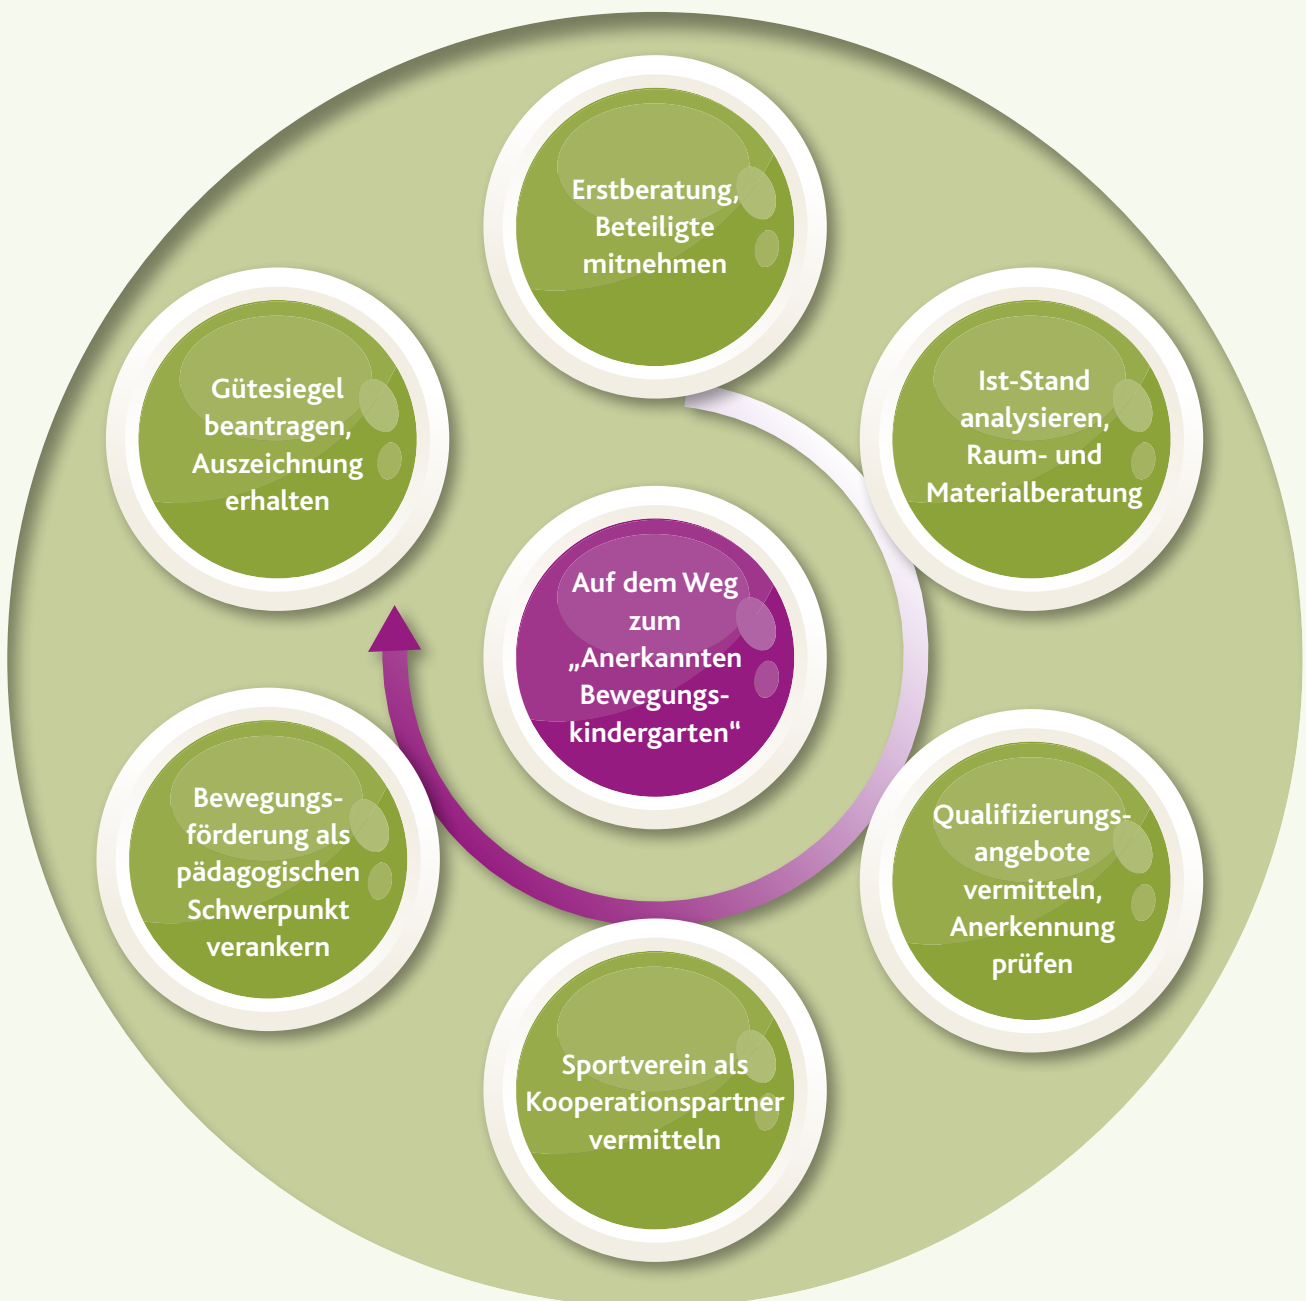 Erstberatung,
Beteiligte
mitnehmen
Ist-Stand
analysieren,
Raum- und
Materialberatung
Qualifizierungs-
angebote
vermitteln,
Anerkennung
prüfen
Sportverein als
Kooperationspartner
vermitteln
Bewegungs-
förderung als
pädagogischen
Schwerpunkt
verankern
Gütesiegel
beantragen,
Auszeichnung
erhalten
Auf dem Weg
zum
„Anerkannten
Bewegungs-
kindergarten“